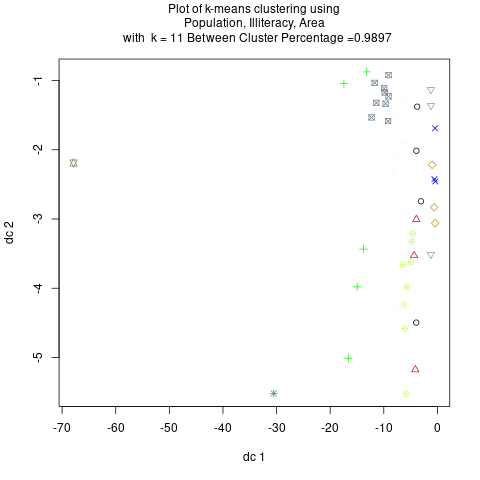 Plot of k-means clustering using
Population, Illiteracy, Area
with k = 11 Between Cluster Percentage =0.9897
dc 2
-1
-2
-3
-4
-5
-70
-60
-50
-40
-30
-20
-10
0
dc 1